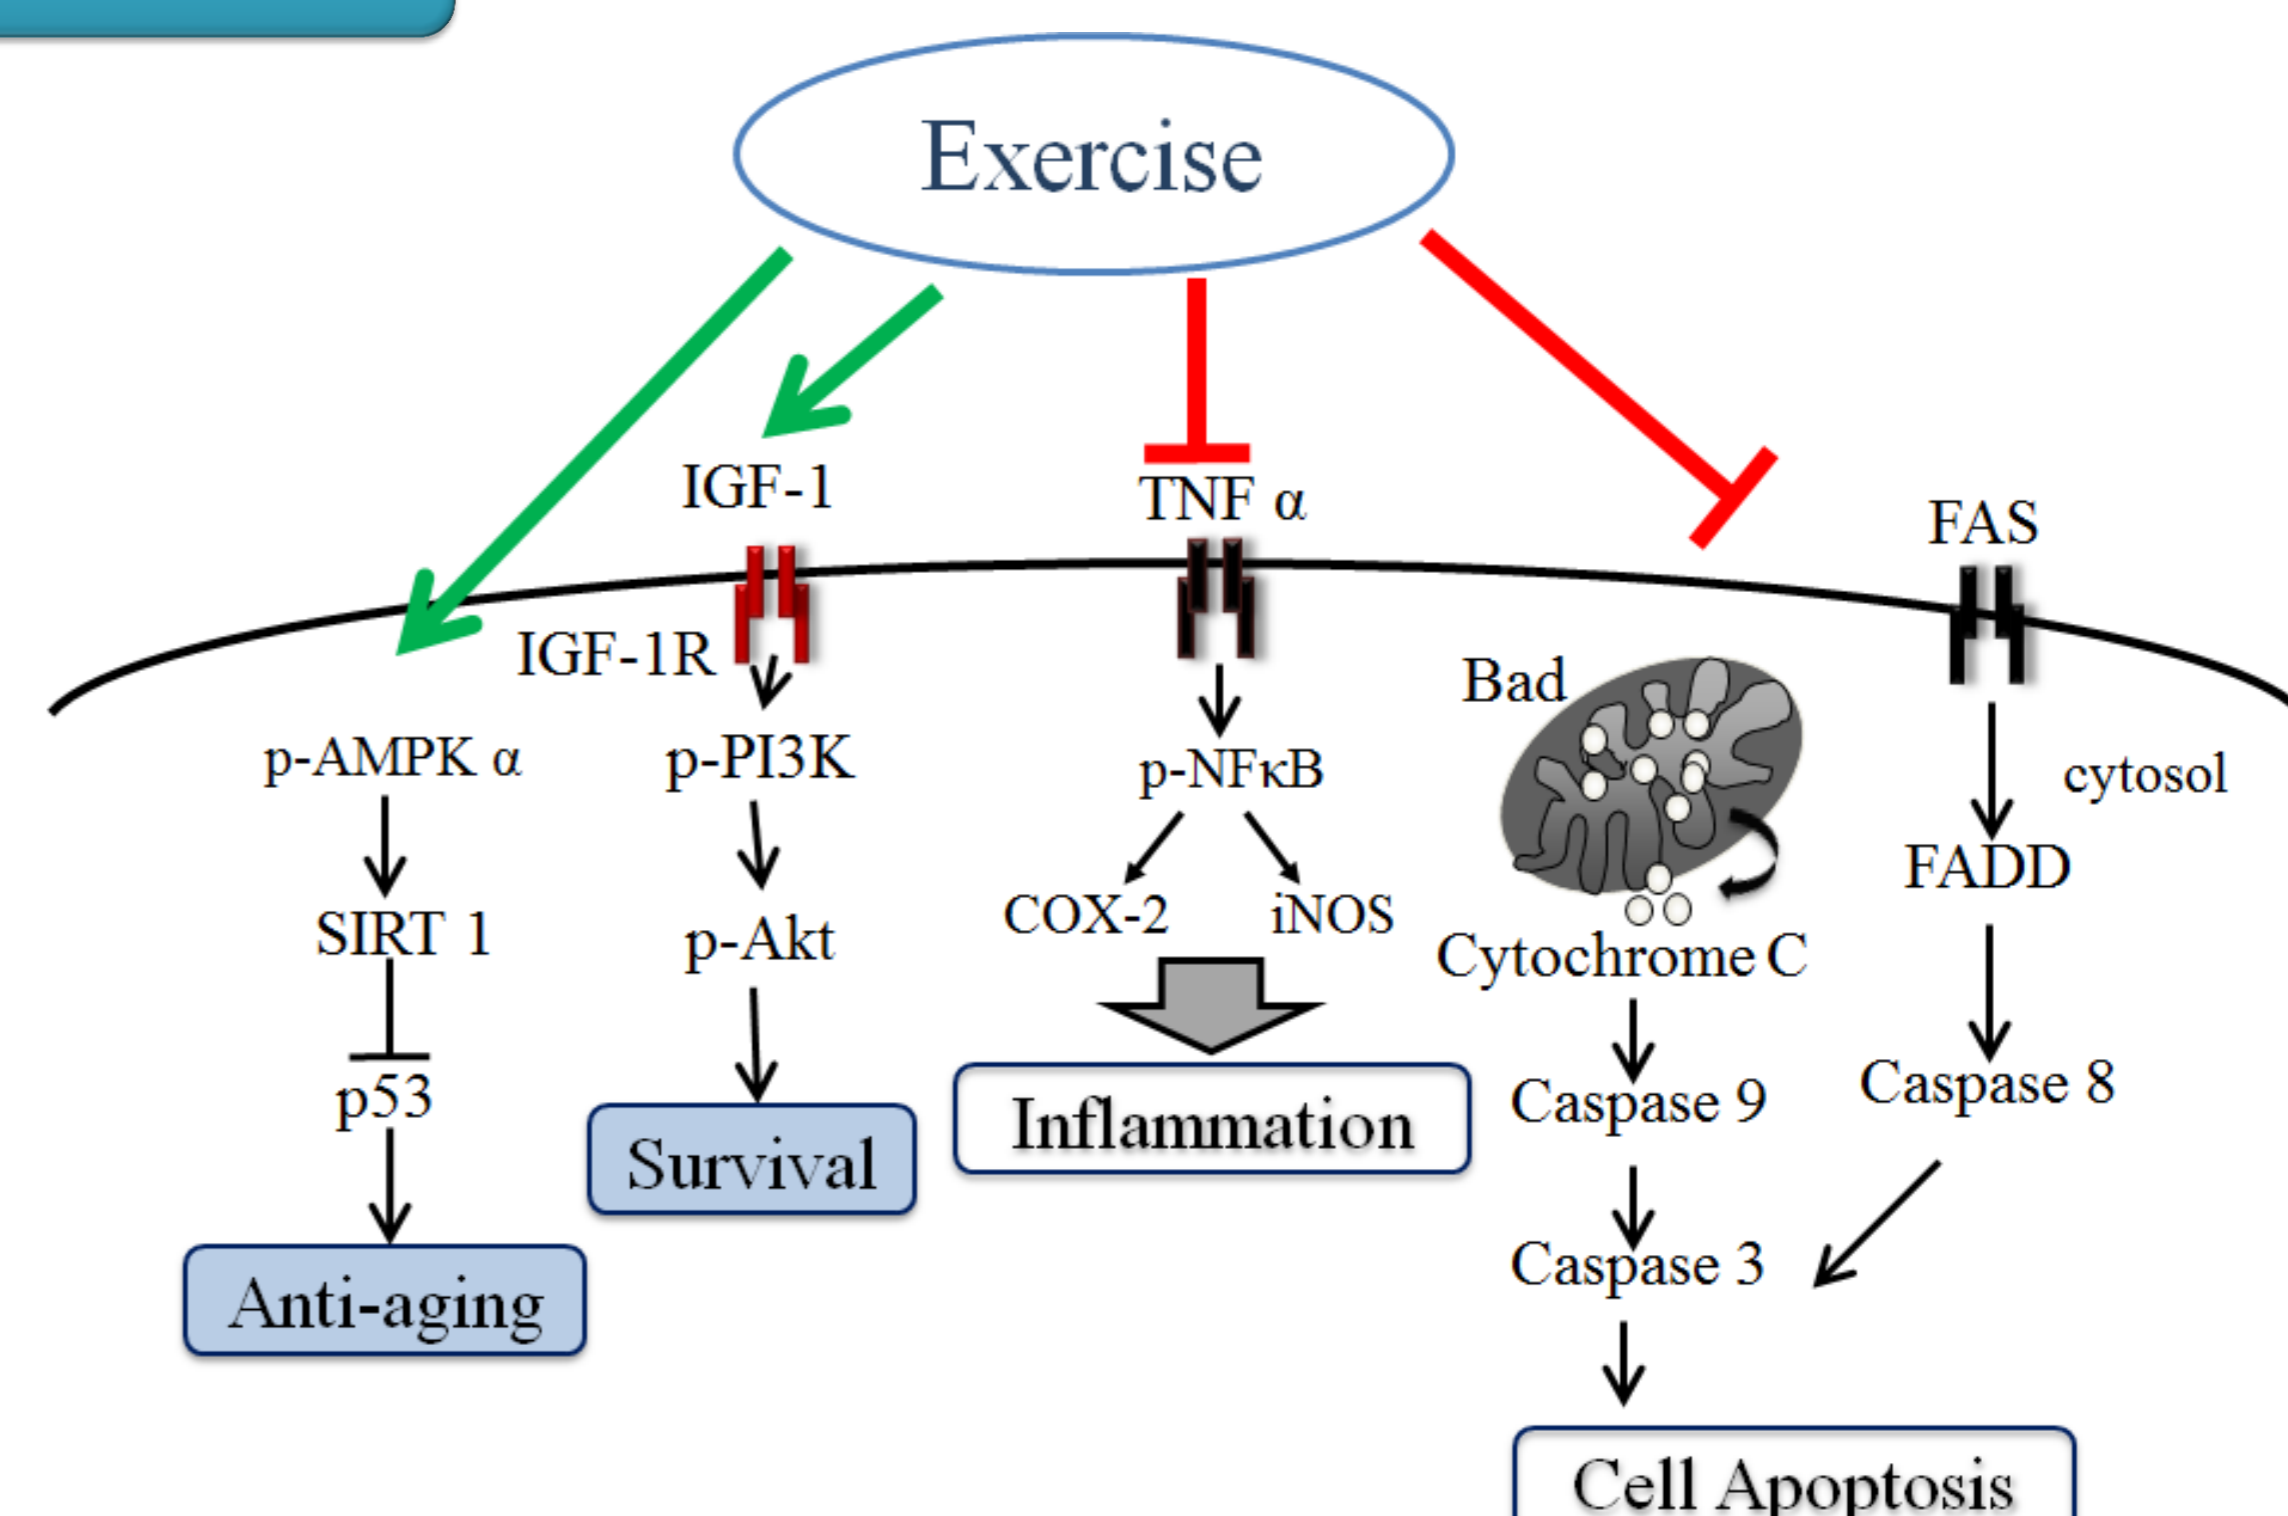 Exercise
IGF-1
TNF α
FAS
IGF-1R
Bad
p-AMPK α
p-PI3K
p-NFκB
cytosol
SIRT 1
p-Akt
COX-2
iNOS
Cytochrome C
FADD
p53
Survival
Inflammation
Caspase 9
Caspase 8
Anti-aging
Caspase 3
Cell Apoptosis